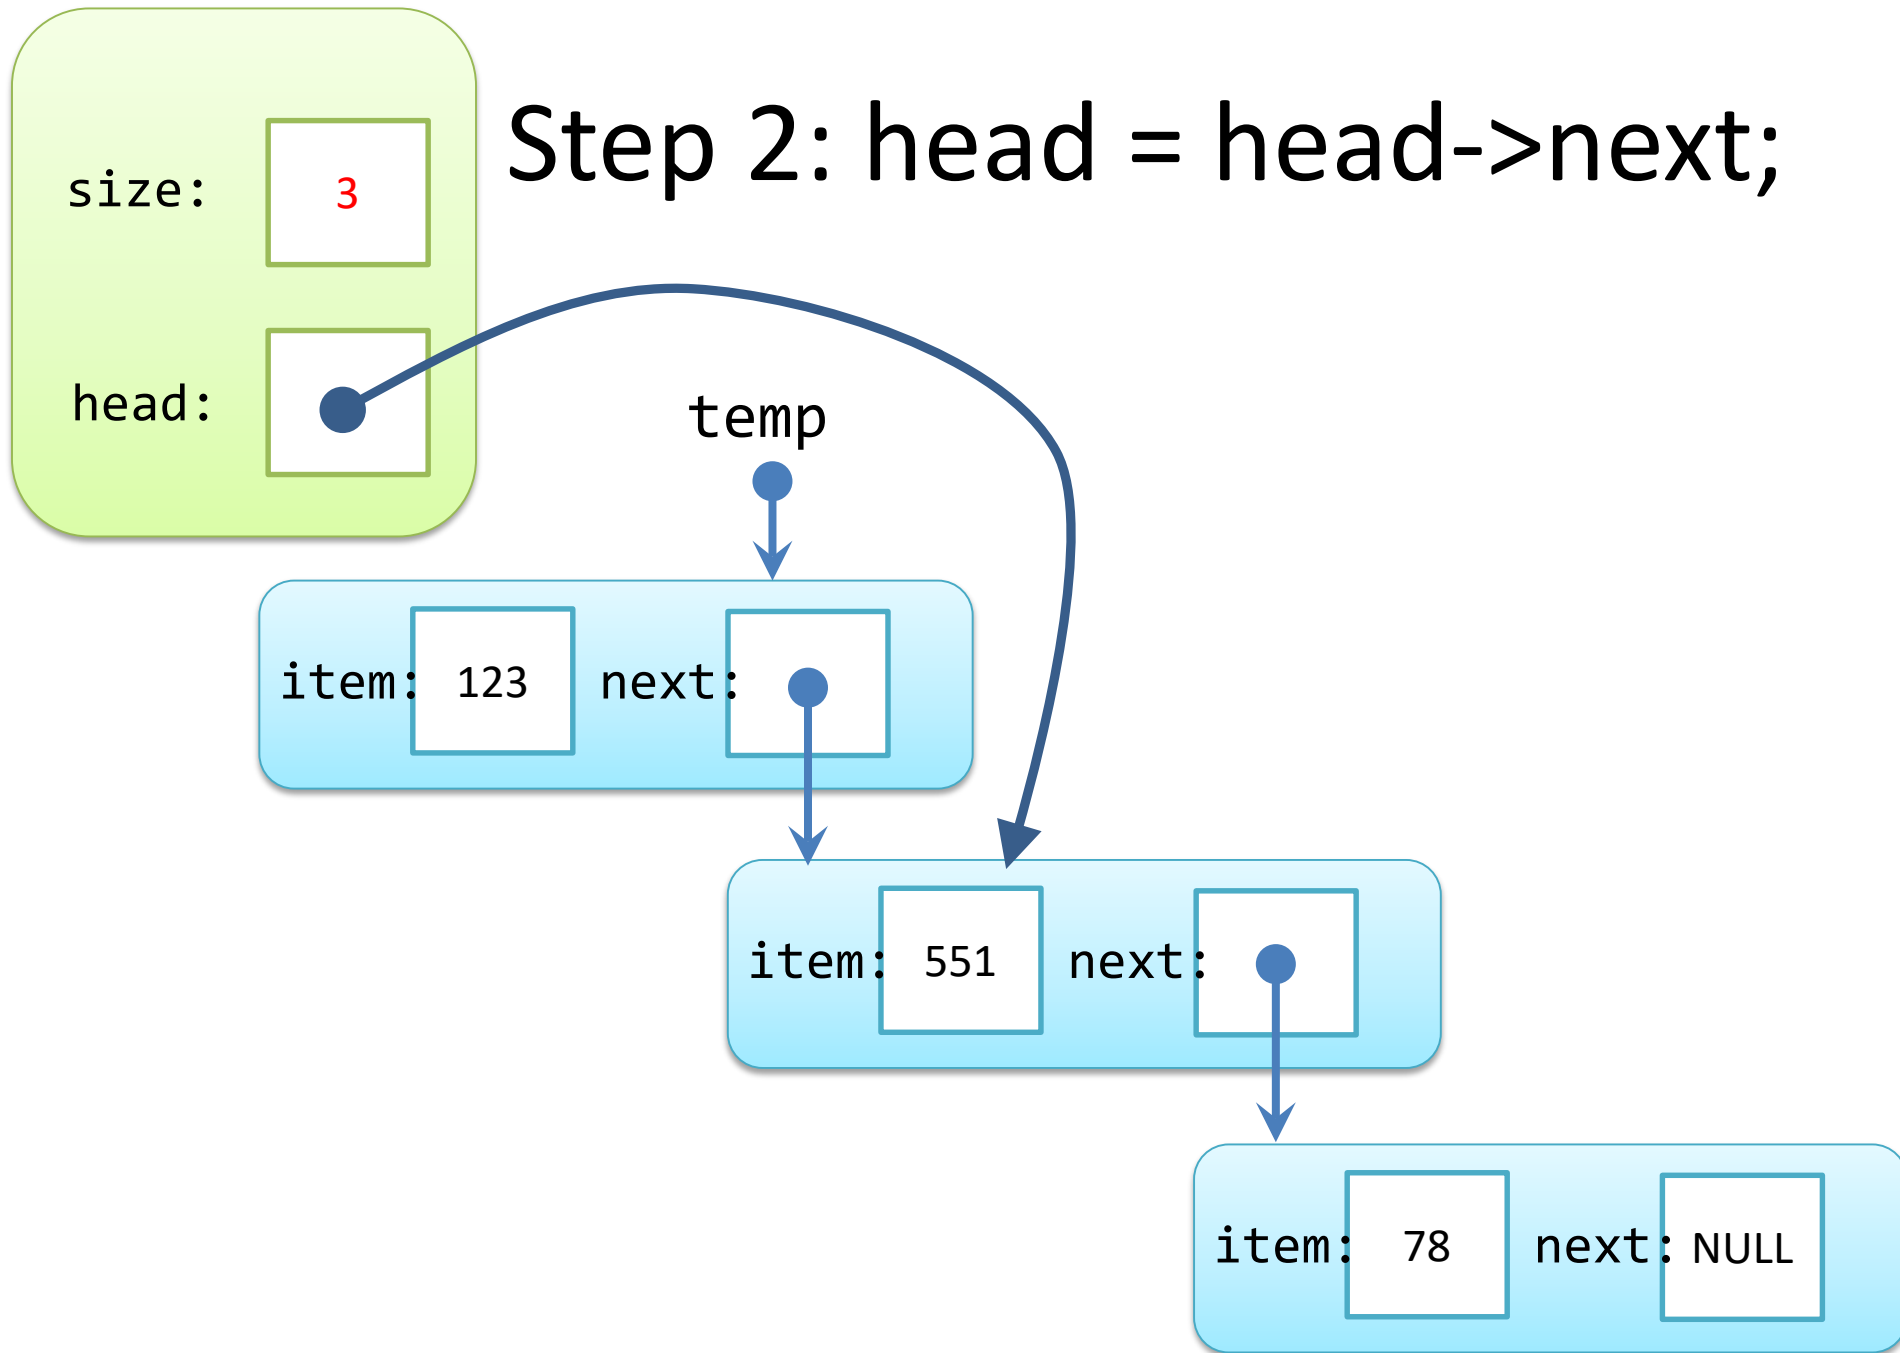 Step 2: head = head->next;
size: 3
head:
temp
item: 123 next:
item: 551 next:
item: 78 next: NULL